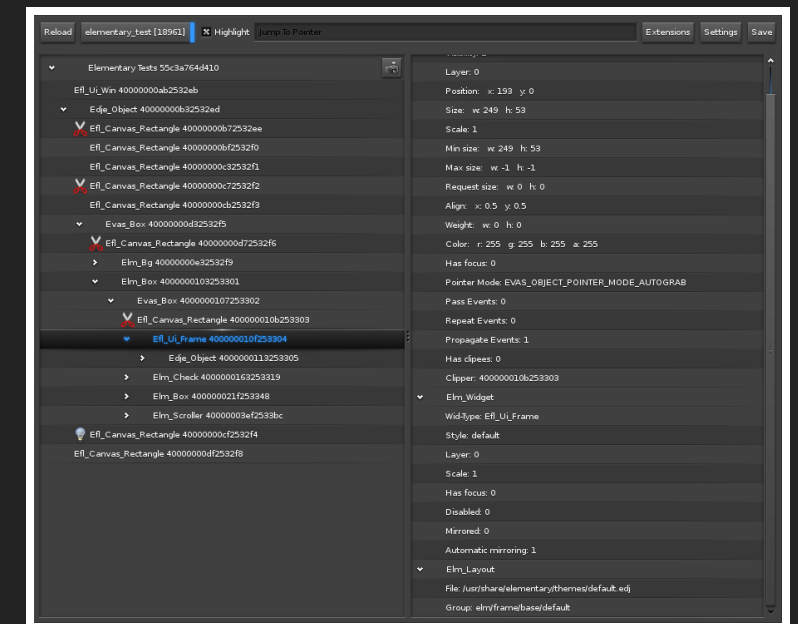 Reload elementary_test [18961] Highlight Jump To Pointer Extensions Settings Save
Elementary Tests 55c3a764d410
Efl_Ui_Win 40000000ab2532eb
Edje_Object 40000000b32532ed
Efl_Canvas_Rectangle 40000000b72532ee
Efl_Canvas_Rectangle 40000000bf2532f0
Efl_Canvas_Rectangle 40000000c32532f1
Efl_Canvas_Rectangle 40000000c72532f2
Efl_Canvas_Rectangle 40000000cb2532f3
Evas_Box 40000000d32532f5
Efl_Canvas_Rectangle 40000000d72532f6
Elm_Bg 40000000e32532f9
Elm_Box 4000000103253301
Evas_Box 4000000107253302
Efl_Canvas_Rectangle 400000010b253303
Efl_Ui_Frame 400000010f253304
Edje_Object 4000000113253305
Elm_Check 4000000163253319
Elm_Box 400000021f253348
Elm_Scroller 40000003ef2533bc
Efl_Canvas_Rectangle 40000000cf2532f4
Efl_Canvas_Rectangle 40000000df2532f8
Layer: 0
Position: x: 193 y: 0
Size: w: 249 h: 53
Scale: 1
Min size: w: 249 h: 53
Max size: w: -1 h: -1
Request size: w: 0 h: 0
Align: x: 0.5 y: 0.5
Weight: w: 0 h: 0
Color: r: 255 g: 255 b: 255 a: 255
Has focus: 0
Pointer Mode: EVAS_OBJECT_POINTER_MODE_AUTOGRAB
Pass Events: 0
Repeat Events: 0
Propagate Events: 1
Has clipees: 0
Clipper: 400000010b253303
Elm_Widget
Wid-Type: Efl_Ui_Frame
Style: default
Layer: 0
Scale: 1
Has focus: 0
Disabled: 0
Mirrored: 0
Automatic mirroring: 1
Elm_Layout
File: /usr/share/elementary/themes/default.edj
Group: elm/frame/base/default